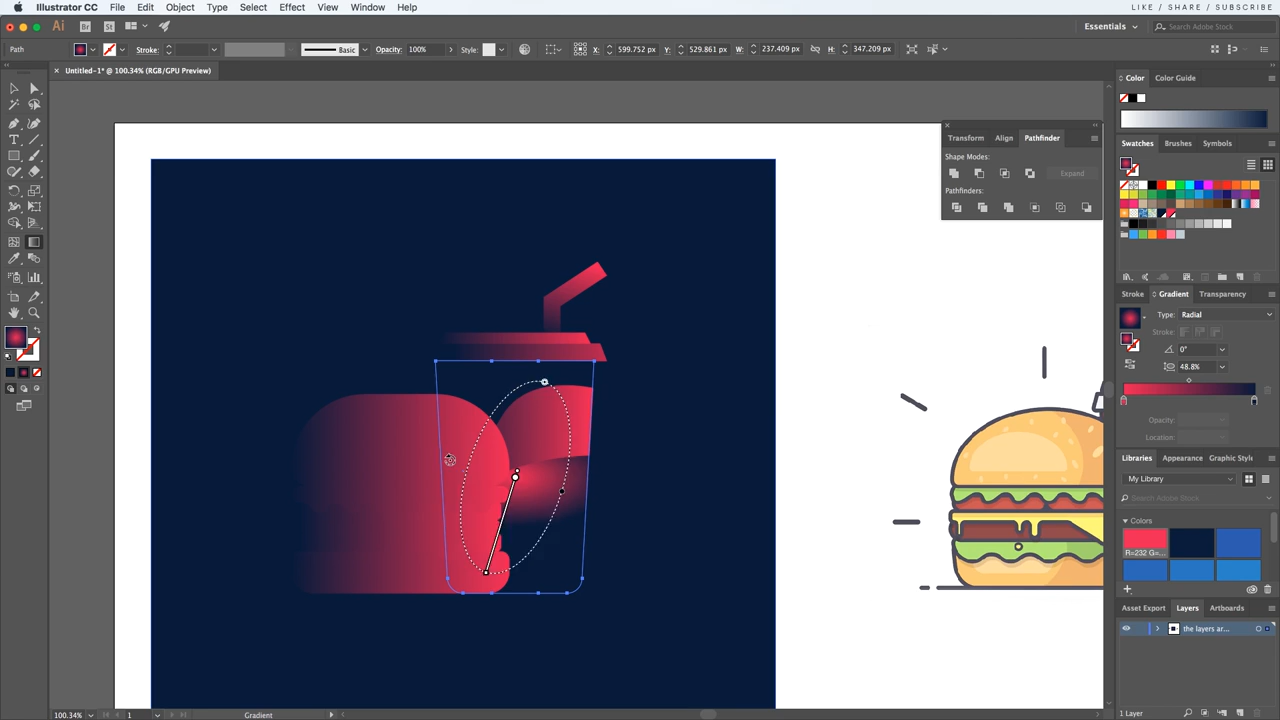 Illustrator CC File Edit Object Type Select Effect View Window Help
LIKE / SHARE / SUBSCRIBE
Ai Br St Essentials Search Adobe Stock
Path Stroke: Basic Opacity: 100% Style: X: 599.752 px Y: 529.861 px W: 237.409 px H: 347.209 px
Untitled-1* @ 100.34% (RGB/GPU Preview)
Color Color Guide
Transform Align Pathfinder
Shape Modes:
Expand
Pathfinders:
Swatches Brushes Symbols
Stroke Gradient Transparency
Type: Radial
Stroke:
0°
48.8%
Opacity:
Location:
Libraries Appearance Graphic Style
My Library
Search Adobe Stock
Colors
R=232 G=...
Asset Export Layers Artboards
the layers ar...
1 Layer
100.34% 1 Gradient